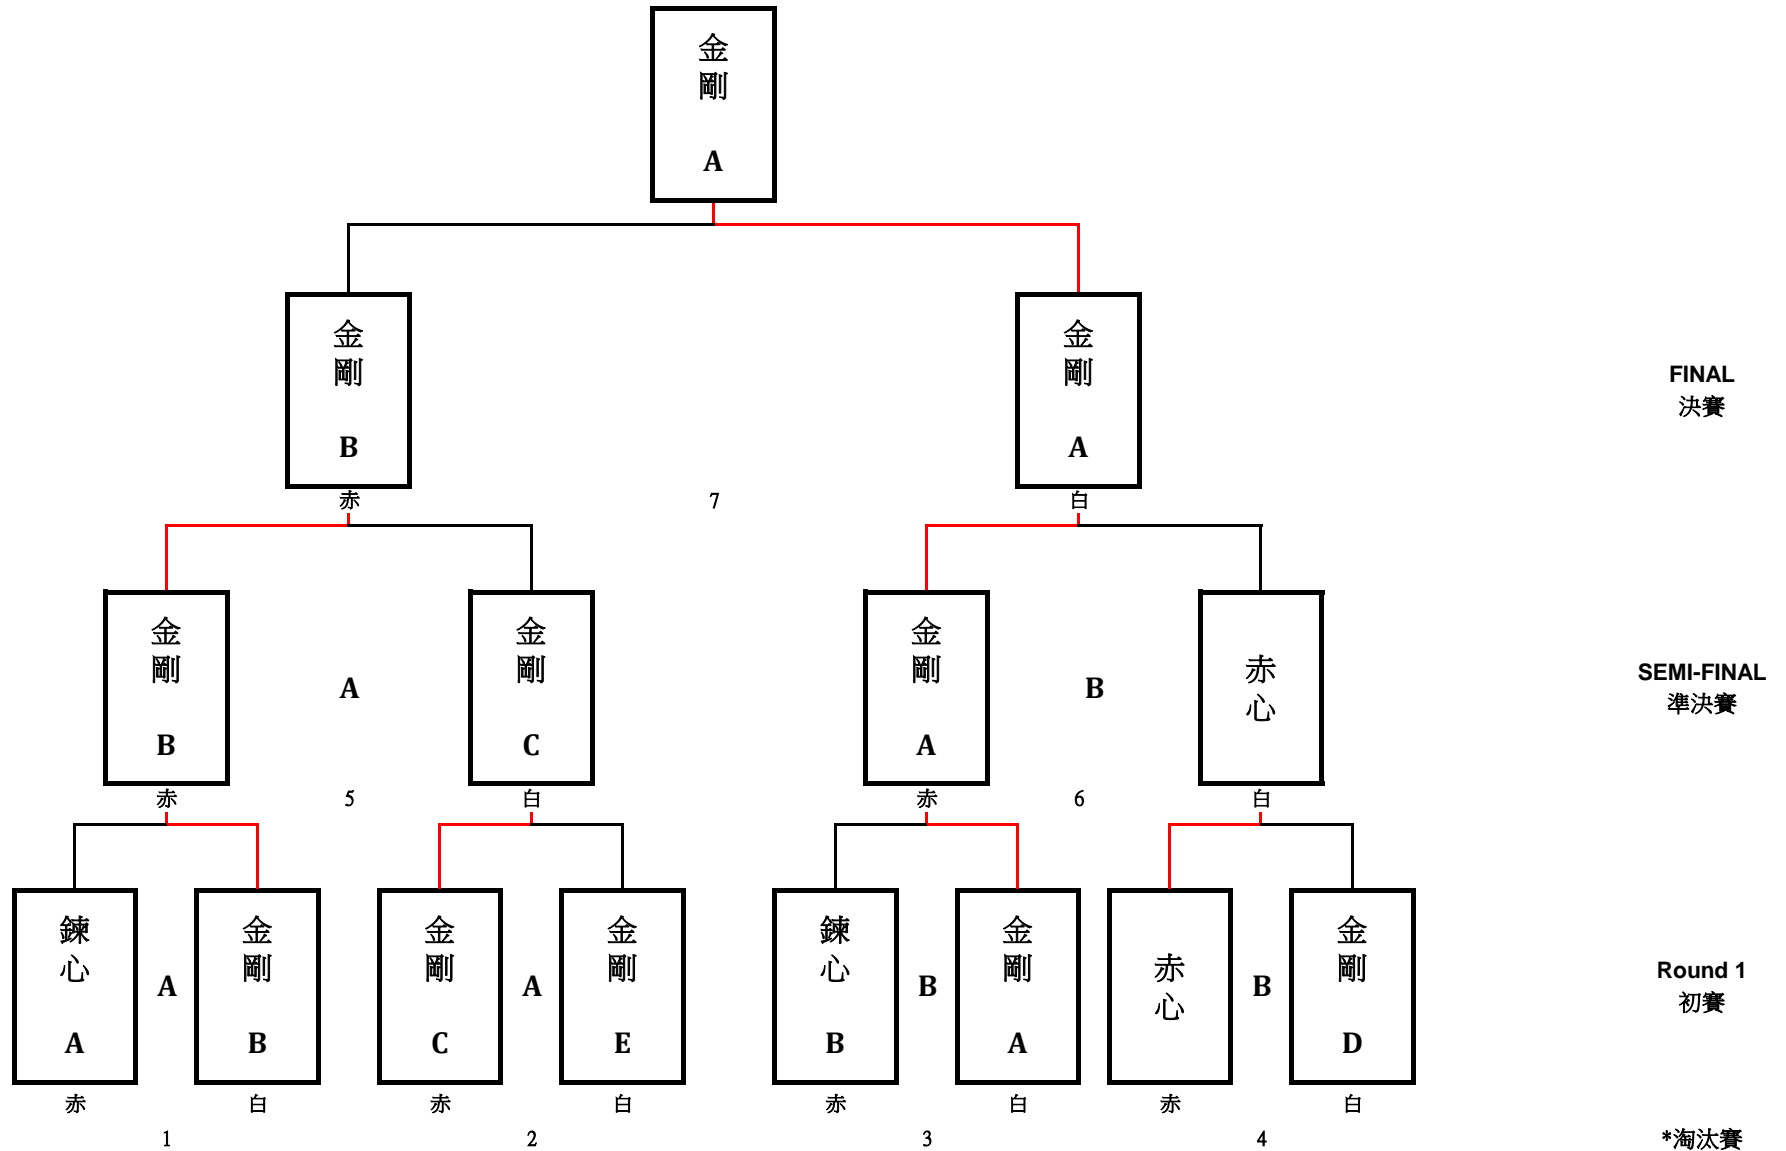 金剛 A
金剛 B
金剛 A
FINAL
決賽
赤 7 白
金剛 B
A
金剛 C
金剛 A
B
赤心
SEMI-FINAL
準決賽
赤 5 白 赤 6 白
鍊心 A
A
金剛 B
金剛 C
A
金剛 E
鍊心 B
B
金剛 A
赤心
B
金剛 D
Round 1
初賽
赤 白 赤 白 赤 白 赤 白
1 2 3 4 *淘汰賽